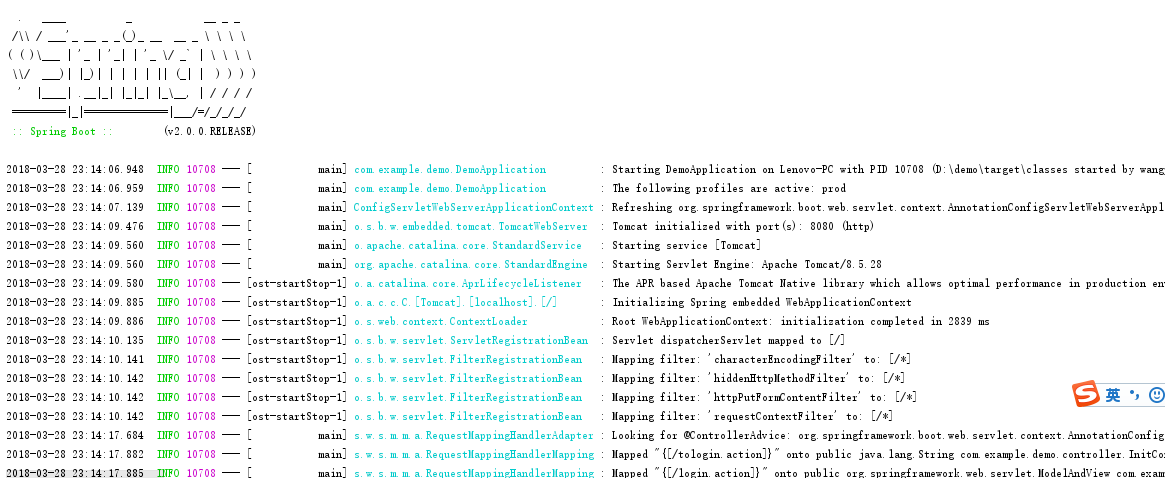 :: Spring Boot ::        (v2.0.0.RELEASE)
2018-03-28 23:14:06.948  INFO 10708 --- [           main] com.example.demo.DemoApplication         : Starting DemoApplication on Lenovo-PC with PID 10708 (D:\demo\target\classes started by wang
2018-03-28 23:14:06.959  INFO 10708 --- [           main] com.example.demo.DemoApplication         : The following profiles are active: prod
2018-03-28 23:14:07.139  INFO 10708 --- [           main] ConfigServletWebServerApplicationContext : Refreshing org.springframework.boot.web.servlet.context.AnnotationConfigServletWebServerAppl
2018-03-28 23:14:09.476  INFO 10708 --- [           main] o.s.b.w.embedded.tomcat.TomcatWebServer  : Tomcat initialized with port(s): 8080 (http)
2018-03-28 23:14:09.560  INFO 10708 --- [           main] o.apache.catalina.core.StandardService   : Starting service [Tomcat]
2018-03-28 23:14:09.560  INFO 10708 --- [           main] org.apache.catalina.core.StandardEngine  : Starting Servlet Engine: Apache Tomcat/8.5.28
2018-03-28 23:14:09.580  INFO 10708 --- [ost-startStop-1] o.a.catalina.core.AprLifecycleListener   : The APR based Apache Tomcat Native library which allows optimal performance in production en
2018-03-28 23:14:09.885  INFO 10708 --- [ost-startStop-1] o.a.c.c.C.[Tomcat].[localhost].[/]       : Initializing Spring embedded WebApplicationContext
2018-03-28 23:14:09.886  INFO 10708 --- [ost-startStop-1] o.s.web.context.ContextLoader            : Root WebApplicationContext: initialization completed in 2839 ms
2018-03-28 23:14:10.135  INFO 10708 --- [ost-startStop-1] o.s.b.w.servlet.ServletRegistrationBean  : Servlet dispatcherServlet mapped to [/]
2018-03-28 23:14:10.141  INFO 10708 --- [ost-startStop-1] o.s.b.w.servlet.FilterRegistrationBean   : Mapping filter: 'characterEncodingFilter' to: [/*]
2018-03-28 23:14:10.142  INFO 10708 --- [ost-startStop-1] o.s.b.w.servlet.FilterRegistrationBean   : Mapping filter: 'hiddenHttpMethodFilter' to: [/*]
2018-03-28 23:14:10.142  INFO 10708 --- [ost-startStop-1] o.s.b.w.servlet.FilterRegistrationBean   : Mapping filter: 'httpPutFormContentFilter' to: [/*]
2018-03-28 23:14:10.142  INFO 10708 --- [ost-startStop-1] o.s.b.w.servlet.FilterRegistrationBean   : Mapping filter: 'requestContextFilter' to: [/*]
英
2018-03-28 23:14:17.684  INFO 10708 --- [           main] s.w.s.m.m.a.RequestMappingHandlerAdapter : Looking for @ControllerAdvice: org.springframework.boot.web.servlet.context.AnnotationConfig
2018-03-28 23:14:17.882  INFO 10708 --- [           main] s.w.s.m.m.a.RequestMappingHandlerMapping : Mapped "{[/tologin.action]}" onto public java.lang.String com.example.demo.controller.InitCo
2018-03-28 23:14:17.885  INFO 10708 --- [           main] s.w.s.m.m.a.RequestMappingHandlerMapping : Mapped "{[/login.action]}" onto public org.springframework.web.servlet.ModelAndView com.exam